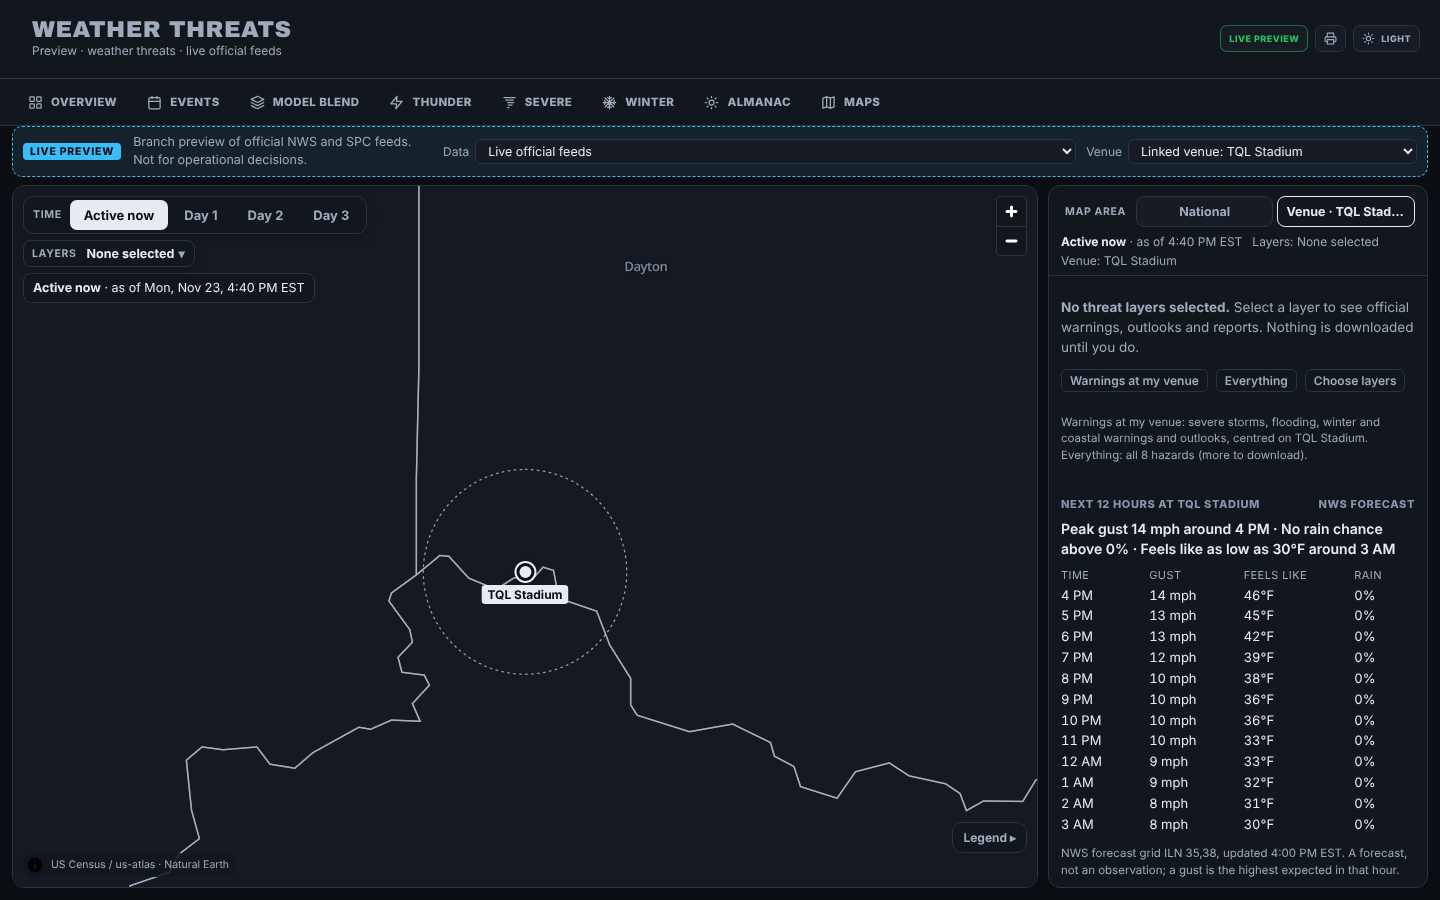 WEATHER THREATS
Preview · weather threats · live official feeds
LIVE PREVIEW
LIGHT
OVERVIEW
EVENTS
MODEL BLEND
THUNDER
SEVERE
WINTER
ALMANAC
MAPS
LIVE PREVIEW
Branch preview of official NWS and SPC feeds.
Not for operational decisions.
Data
Live official feeds
Venue
Linked venue: TQL Stadium
TIME
Active now
Day 1
Day 2
Day 3
LAYERS None selected ▾
Active now · as of Mon, Nov 23, 4:40 PM EST
+
−
Dayton
TQL Stadium
Legend ▸
US Census / us-atlas · Natural Earth
MAP AREA
National
Venue · TQL Stad...
Active now · as of 4:40 PM EST Layers: None selected
Venue: TQL Stadium
No threat layers selected. Select a layer to see official
warnings, outlooks and reports. Nothing is downloaded
until you do.
Warnings at my venue
Everything
Choose layers
Warnings at my venue: severe storms, flooding, winter and
coastal warnings and outlooks, centred on TQL Stadium.
Everything: all 8 hazards (more to download).
NEXT 12 HOURS AT TQL STADIUM NWS FORECAST
Peak gust 14 mph around 4 PM · No rain chance
above 0% · Feels like as low as 30°F around 3 AM
TIME GUST FEELS LIKE RAIN
4 PM 14 mph 46°F 0%
5 PM 13 mph 45°F 0%
6 PM 13 mph 42°F 0%
7 PM 12 mph 39°F 0%
8 PM 10 mph 38°F 0%
9 PM 10 mph 36°F 0%
10 PM 10 mph 36°F 0%
11 PM 10 mph 33°F 0%
12 AM 9 mph 33°F 0%
1 AM 9 mph 32°F 0%
2 AM 8 mph 31°F 0%
3 AM 8 mph 30°F 0%
NWS forecast grid ILN 35,38, updated 4:00 PM EST. A forecast,
not an observation; a gust is the highest expected in that hour.